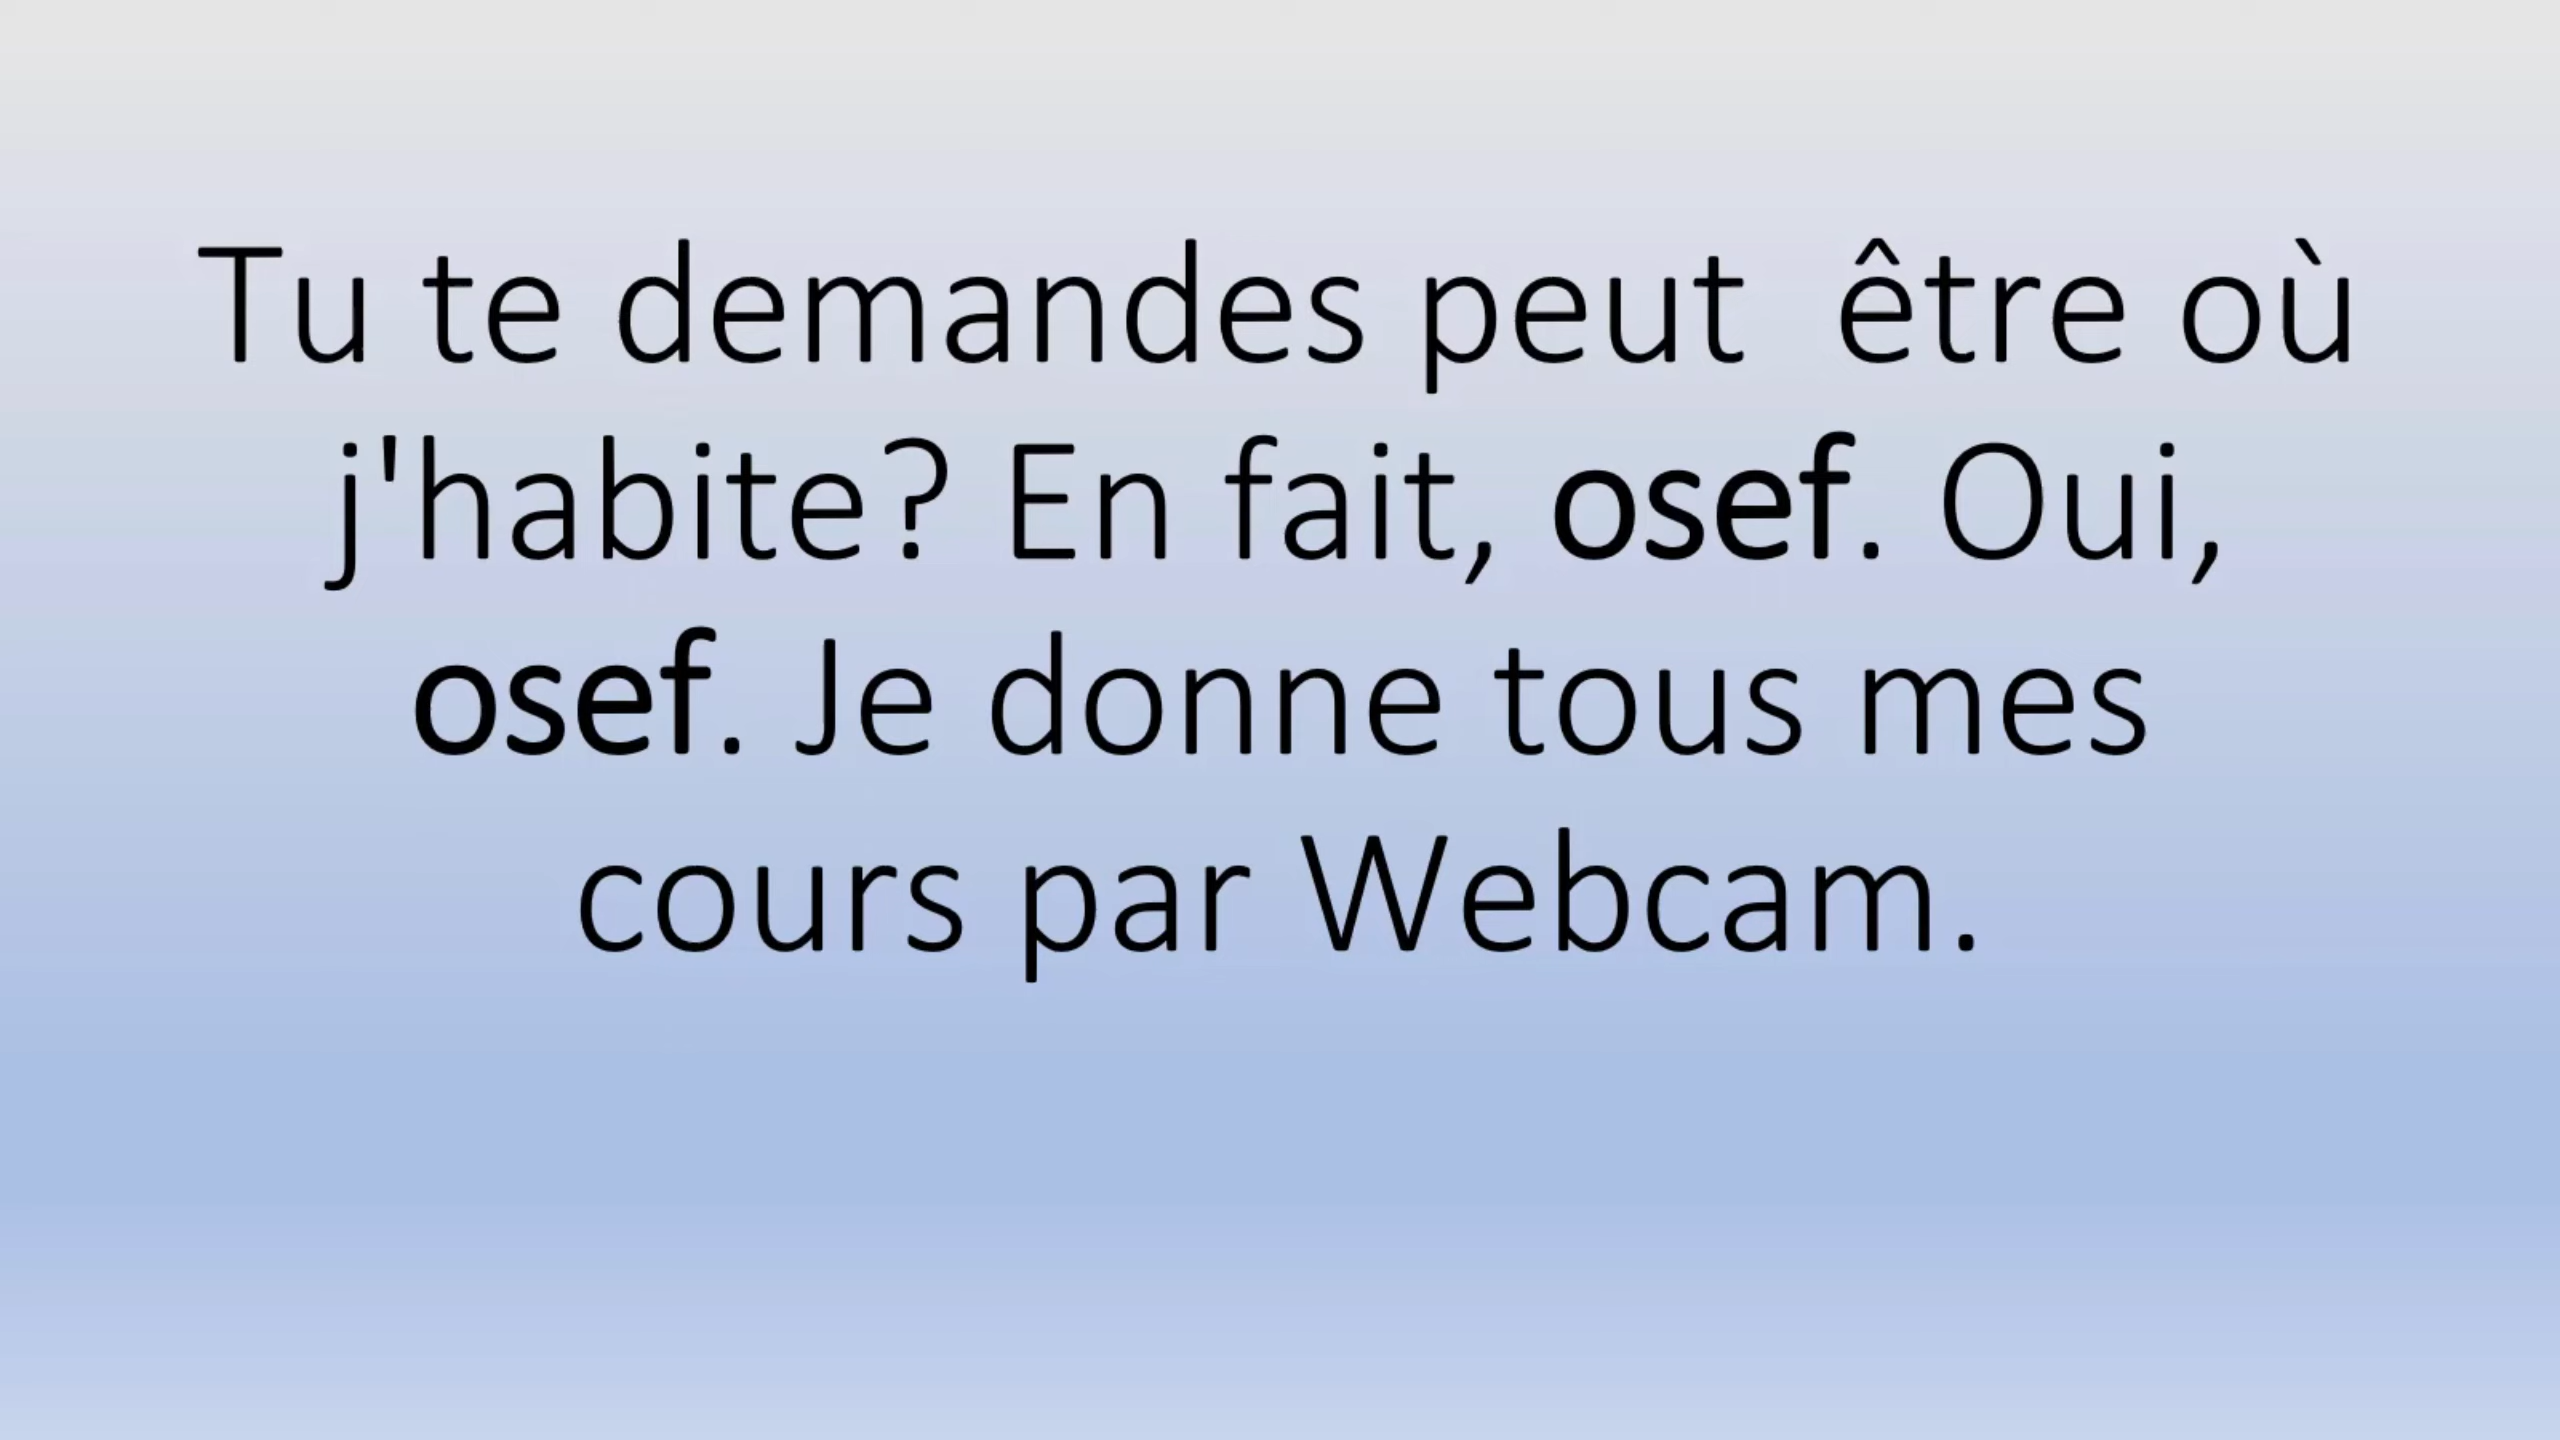 Tu te demandes peut  être où
j'habite? En fait, osef. Oui,
osef. Je donne tous mes
cours par Webcam.